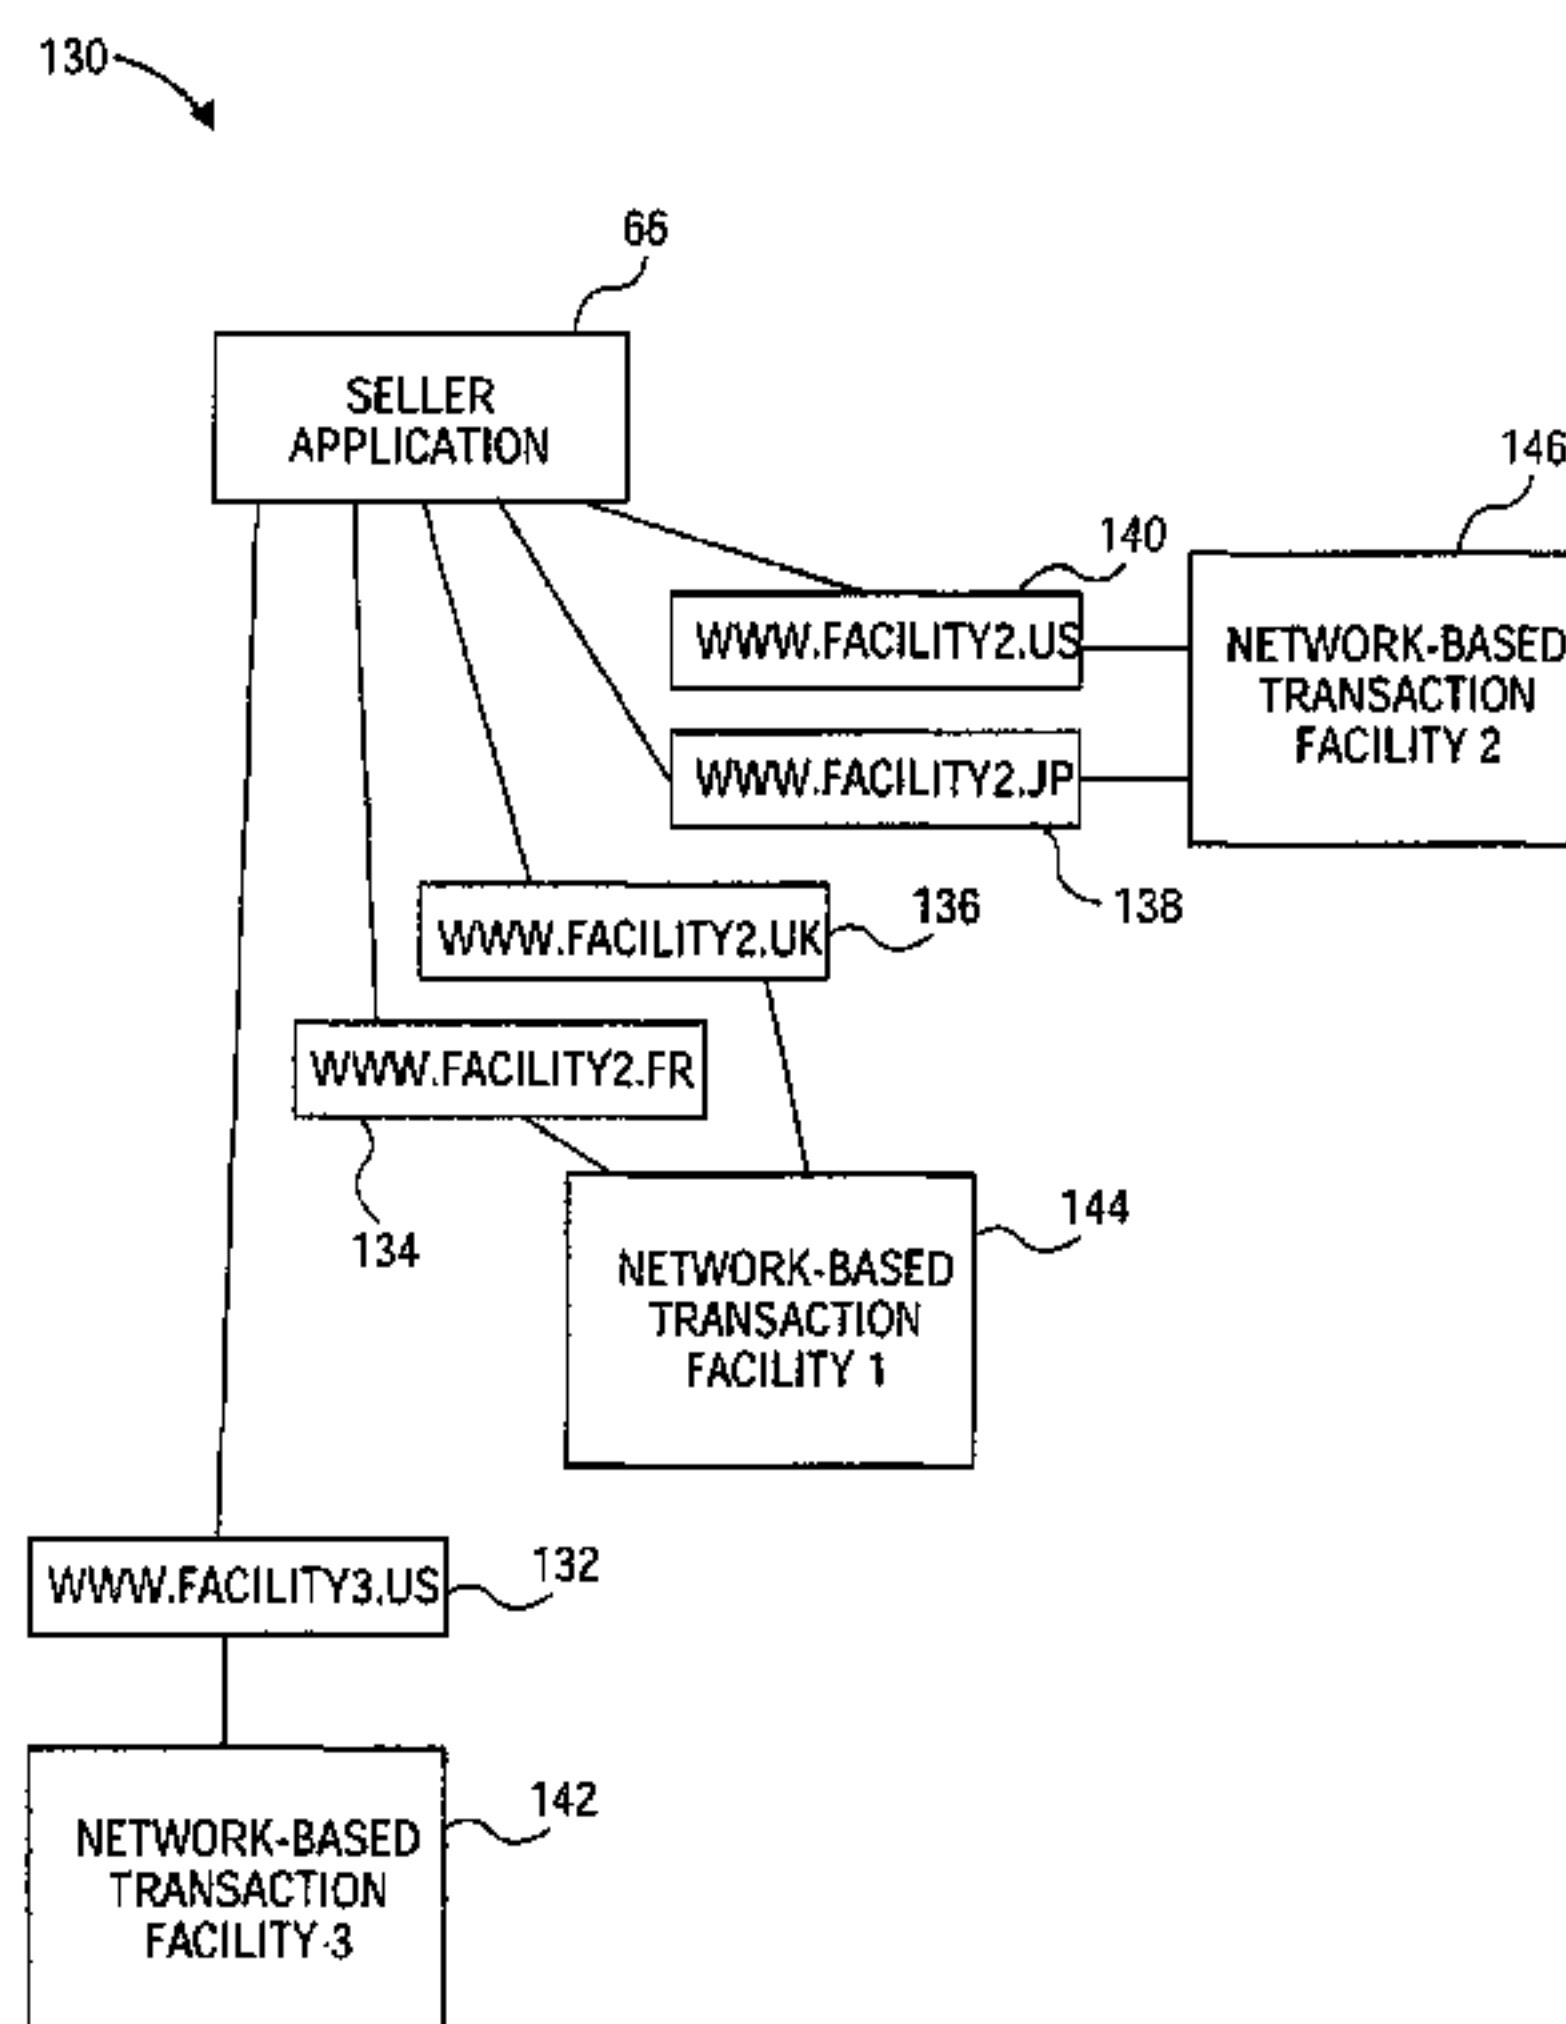 130
66
SELLER
APPLICATION
146
140
WWW.FACILITY2.US
NETWORK-BASED
TRANSACTION
FACILITY 2
WWW.FACILITY2.JP
138
136
WWW.FACILITY2.UK
WWW.FACILITY2.FR
134
144
NETWORK-BASED
TRANSACTION
FACILITY 1
WWW.FACILITY3.US
132
142
NETWORK-BASED
TRANSACTION
FACILITY 3